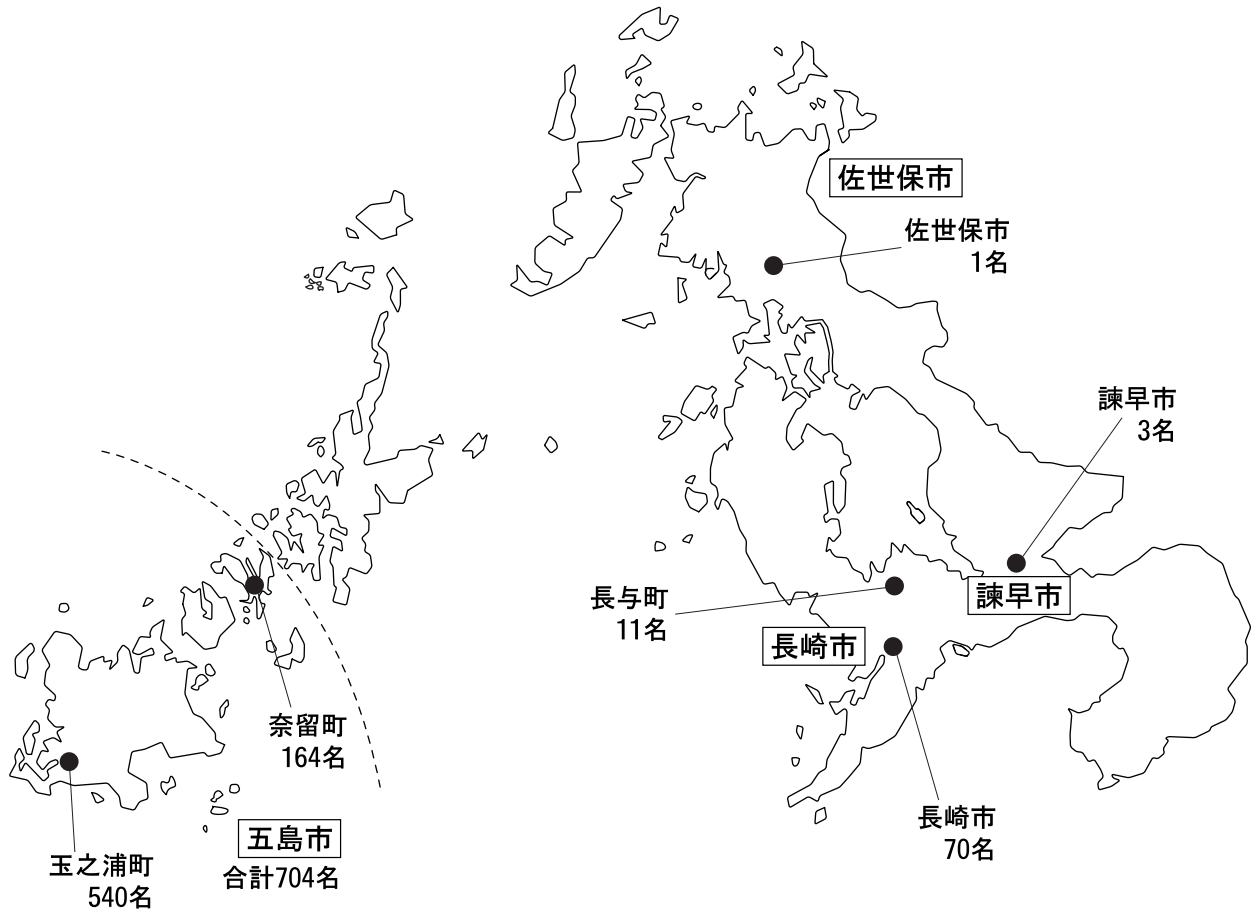 佐世保市
佐世保市
1名
諫早市
3名
諫早市
長与町
11名
長崎市
長崎市
70名
奈留町
164名
五島市
合計704名
玉之浦町
540名